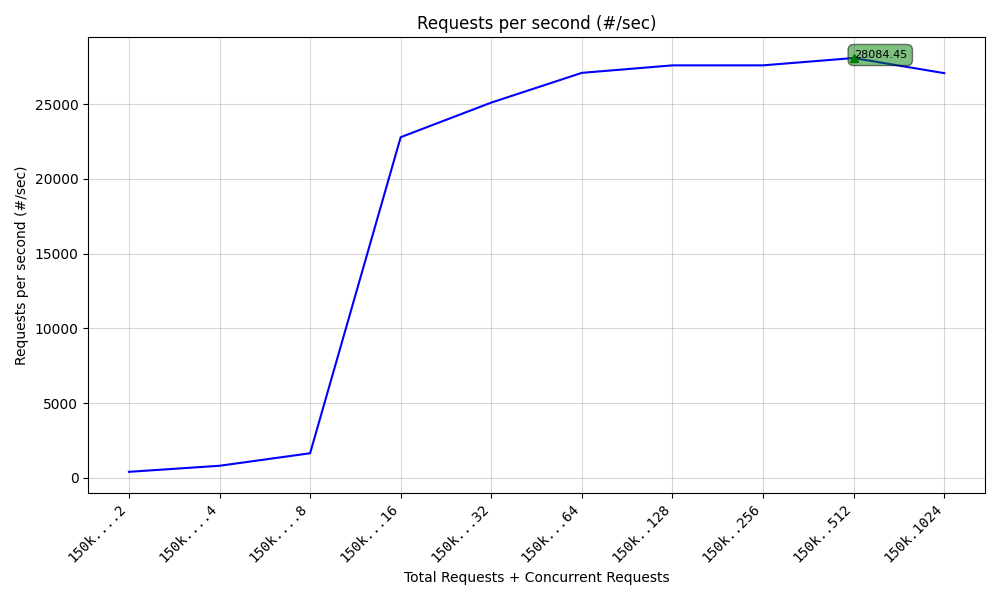 Requests per second (#/sec)
28084.45
Requests per second (#/sec)
25000
20000
15000
10000
5000
0
150k....2
150k....4
150k....8
150k...16
150k...32
150k...64
150k..128
150k..256
150k..512
150k.1024
Total Requests + Concurrent Requests